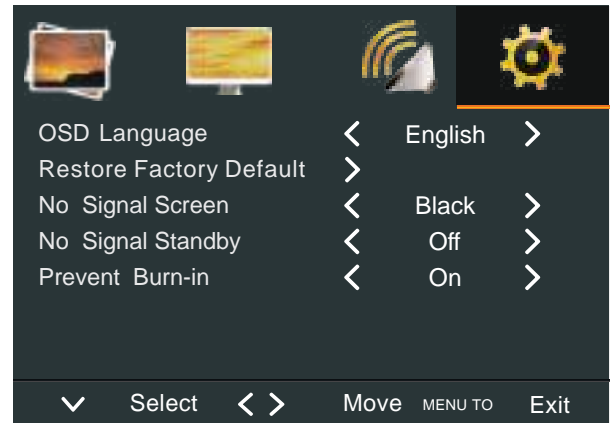 OSD Language English
Restore Factory Default
No Signal Screen Black
No Signal Standby Off
Prevent Burn-in On
Select Move MENU TO Exit